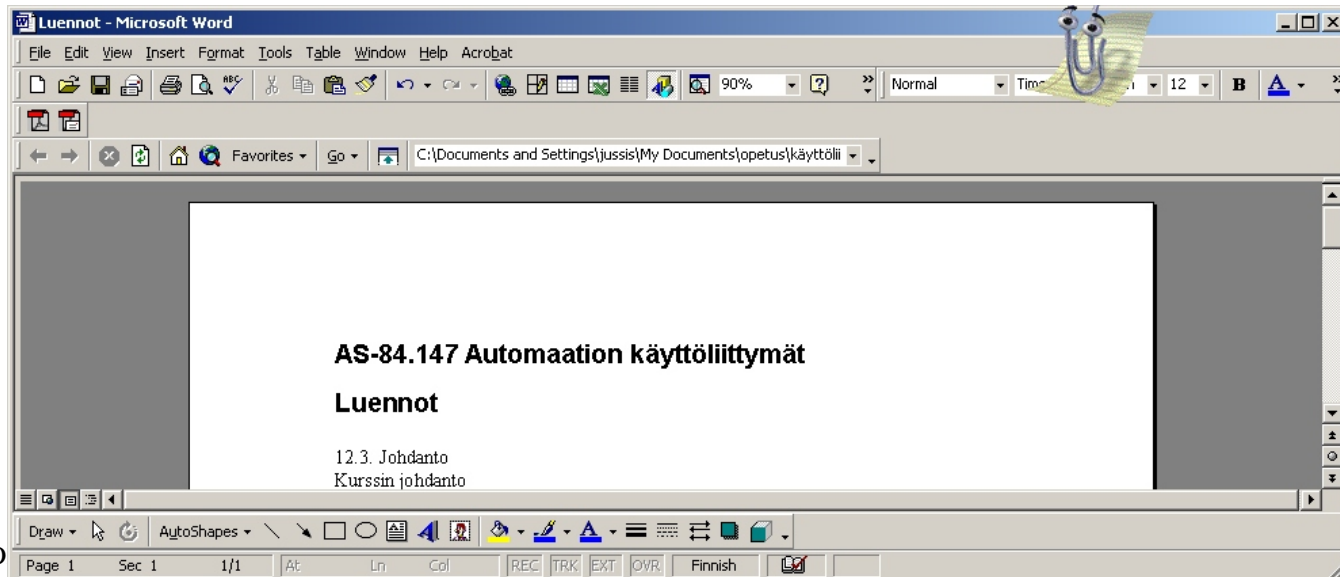 Luennot - Microsoft Word
File Edit View Insert Format Tools Table Window Help Acrobat
ABC 90% Normal 12 B A
Favorites Go C:\Documents and Settings\jussis\My Documents\opetus\käyttölii
AS-84.147 Automaation käyttöliittymät
Luennot
12.3. Johdanto
Kurssin johdanto
Draw AutoShapes A
Page 1 Sec 1 1/1 At Ln Col REC TRK EXT OVR Finnish